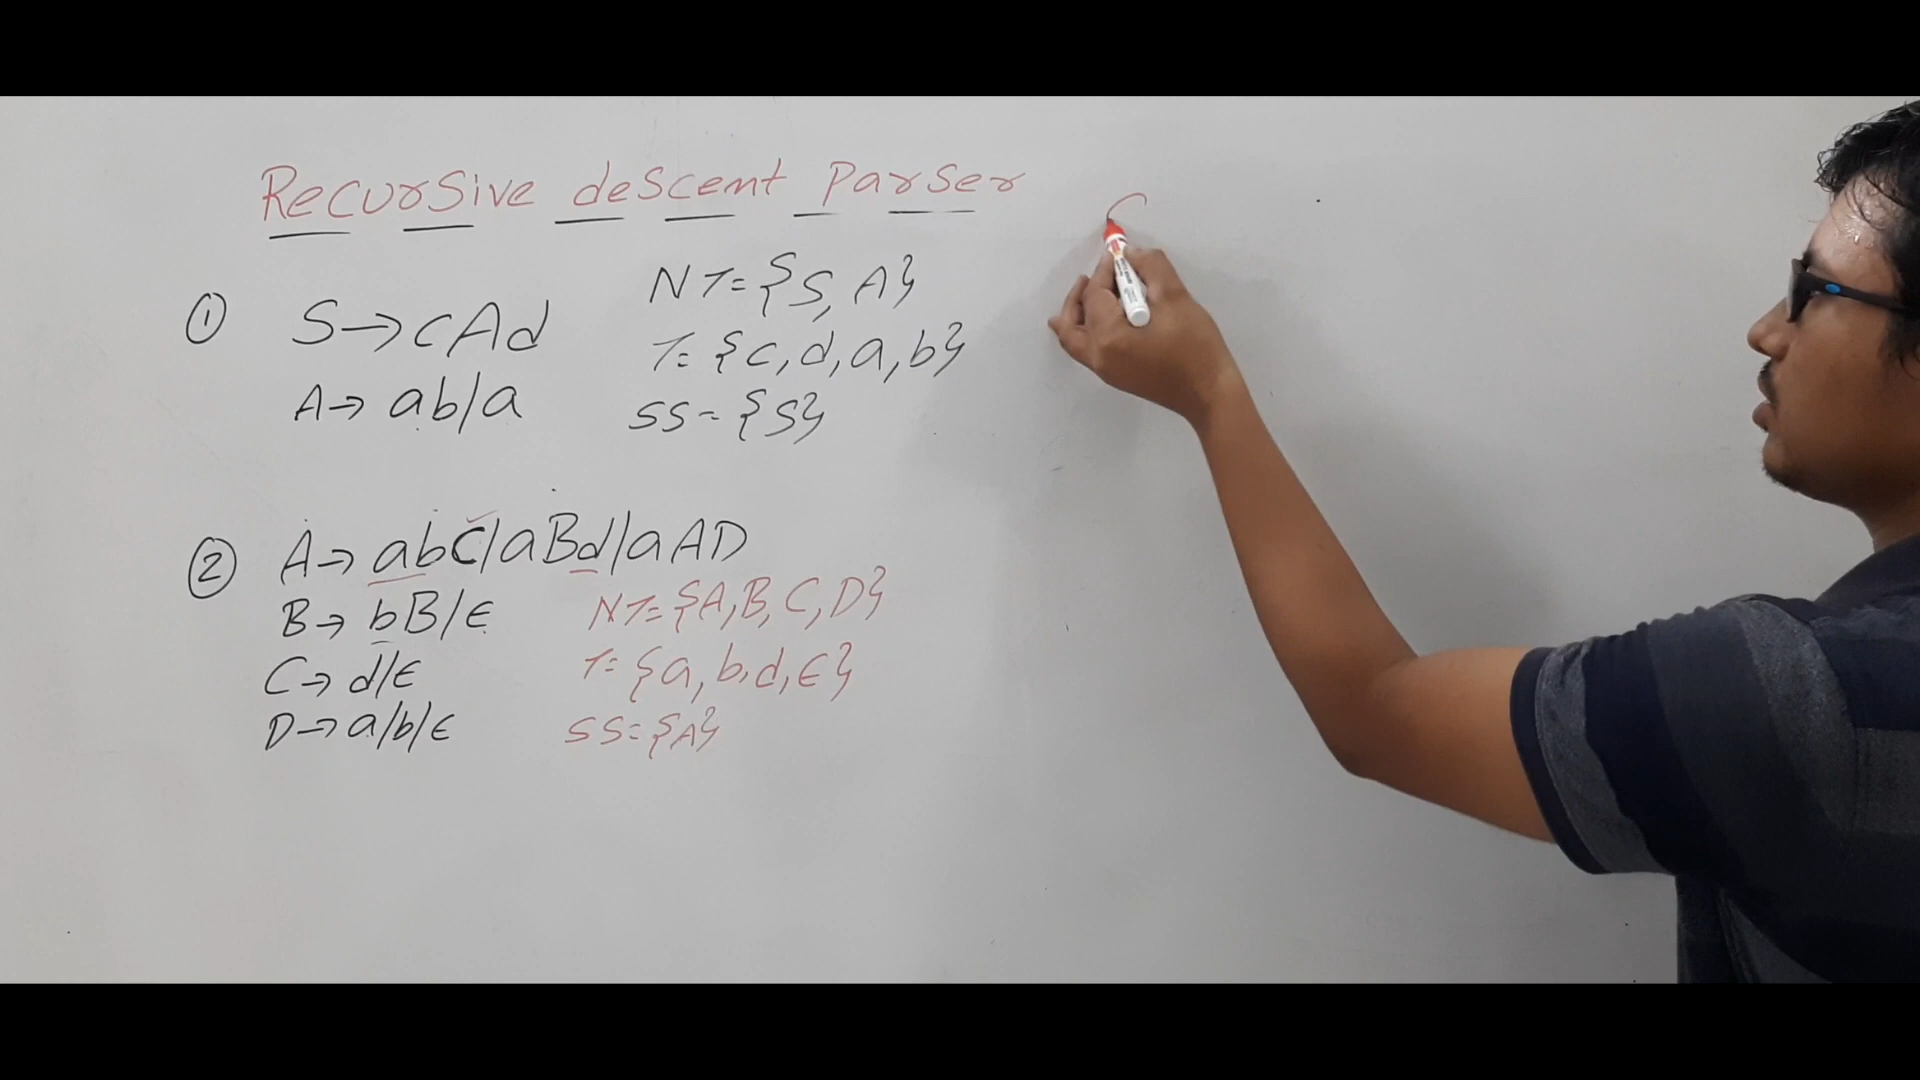 Recursive descent parser
① S→cAd
A→ ab/a
NT= {S, A}
T= {c, d, a, b}
SS= {S}
② A→ abC/aBd/aAD
B→ bB/ϵ
C→ d/ϵ
D→ a/b/ϵ
NT= {A, B, C, D}
T= {a, b, d, ϵ}
SS= {A}
C